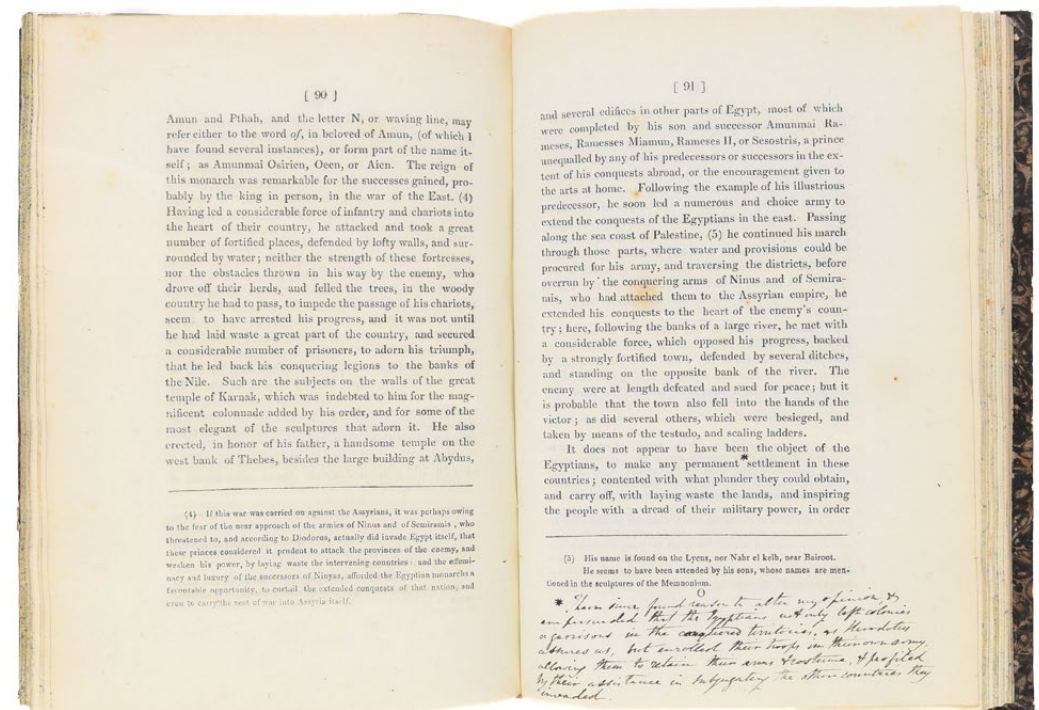 [ 90 ]
Amun and Pthah, and the letter N, or waving line, may
refer either to the word of, in beloved of Amun, (of which I
have found several instances), or form part of the name it-
self; as Amunmai Osirien, Oeen, or Aien. The reign of
this monarch was remarkable for the successes gained, pro-
bably by the king in person, in the war of the East. (4)
Having led a considerable force of infantry and chariots into
the heart of their country, he attacked and took a great
number of fortified places, defended by lofty walls, and sur-
rounded by water; neither the strength of these fortresses,
nor the obstacles thrown in his way by the enemy, who
drove off their herds, and felled the trees, in the woody
country he had to pass, to impede the passage of his chariots,
seem to have arrested his progress, and it was not until
he had laid waste a great part of the country, and secured
a considerable number of prisoners, to adorn his triumph,
that he led back his conquering legions to the banks of
the Nile. Such are the subjects on the walls of the great
temple of Karnak, which was indebted to him for the mag-
nificent colonnade added by his order, and for some of the
most elegant of the sculptures that adorn it. He also
erected, in honor of his father, a handsome temple on the
west bank of Thebes, besides the large building at Abydus,
(4) If this war was carried on against the Assyrians, it was perhaps owing
to the fear of the near approach of the armies of Ninus and of Semiramis, who
threatened to, and according to Diodorus, actually did invade Egypt itself, that
these princes considered it prudent to attack the provinces of the enemy, and
weaken his power, by laying waste the intervening countries: and the effemi-
nacy and luxury of the successors of Ninyas, afforded the Egyptian monarchs a
favorable opportunity, to curtail the extended conquests of that nation, and
even to carry the seat of war into Assyria itself.
[ 91 ]
and several edifices in other parts of Egypt, most of which
were completed by his son and successor Amunmai Ra-
meses, Ramesses Miamun, Rameses II, or Sesostris, a prince
unequalled by any of his predecessors or successors in the ex-
tent of his conquests abroad, or the encouragement given to
the arts at home. Following the example of his illustrious
predecessor, he soon led a numerous and choice army to
extend the conquests of the Egyptians in the east. Passing
along the sea coast of Palestine, (5) he continued his march
through those parts, where water and provisions could be
procured for his army, and traversing the districts, before
overrun by the conquering arms of Ninus and of Semira-
mis, who had attached them to the Assyrian empire, he
extended his conquests to the heart of the enemy's coun-
try; here, following the banks of a large river, he met with
a considerable force, which opposed his progress, backed
by a strongly fortified town, defended by several ditches,
and standing on the opposite bank of the river. The
enemy were at length defeated and sued for peace; but it
is probable that the town also fell into the hands of the
victor; as did several others, which were besieged, and
taken by means of the testudo, and scaling ladders.
It does not appear to have been the object of the
Egyptians, to make any permanent * settlement in these
countries; contented with what plunder they could obtain,
and carry off, with laying waste the lands, and inspiring
the people with a dread of their military power, in order
(5) His name is found on the Lycus, nor Nahr el kelb, near Bairoot.
He seems to have been attended by his sons, whose names are men-
tioned in the sculptures of the Memnonium.
O
* I have since found reason to alter my opinion, &
am persuaded that the Egyptians not only left colonies
or garrisons in the conquered territories, as Herodotus
assures us, but enrolled their troops in their own army,
allowing them to retain their arms & costume, & profited
by their assistance in subjugating the other countries they
invaded.